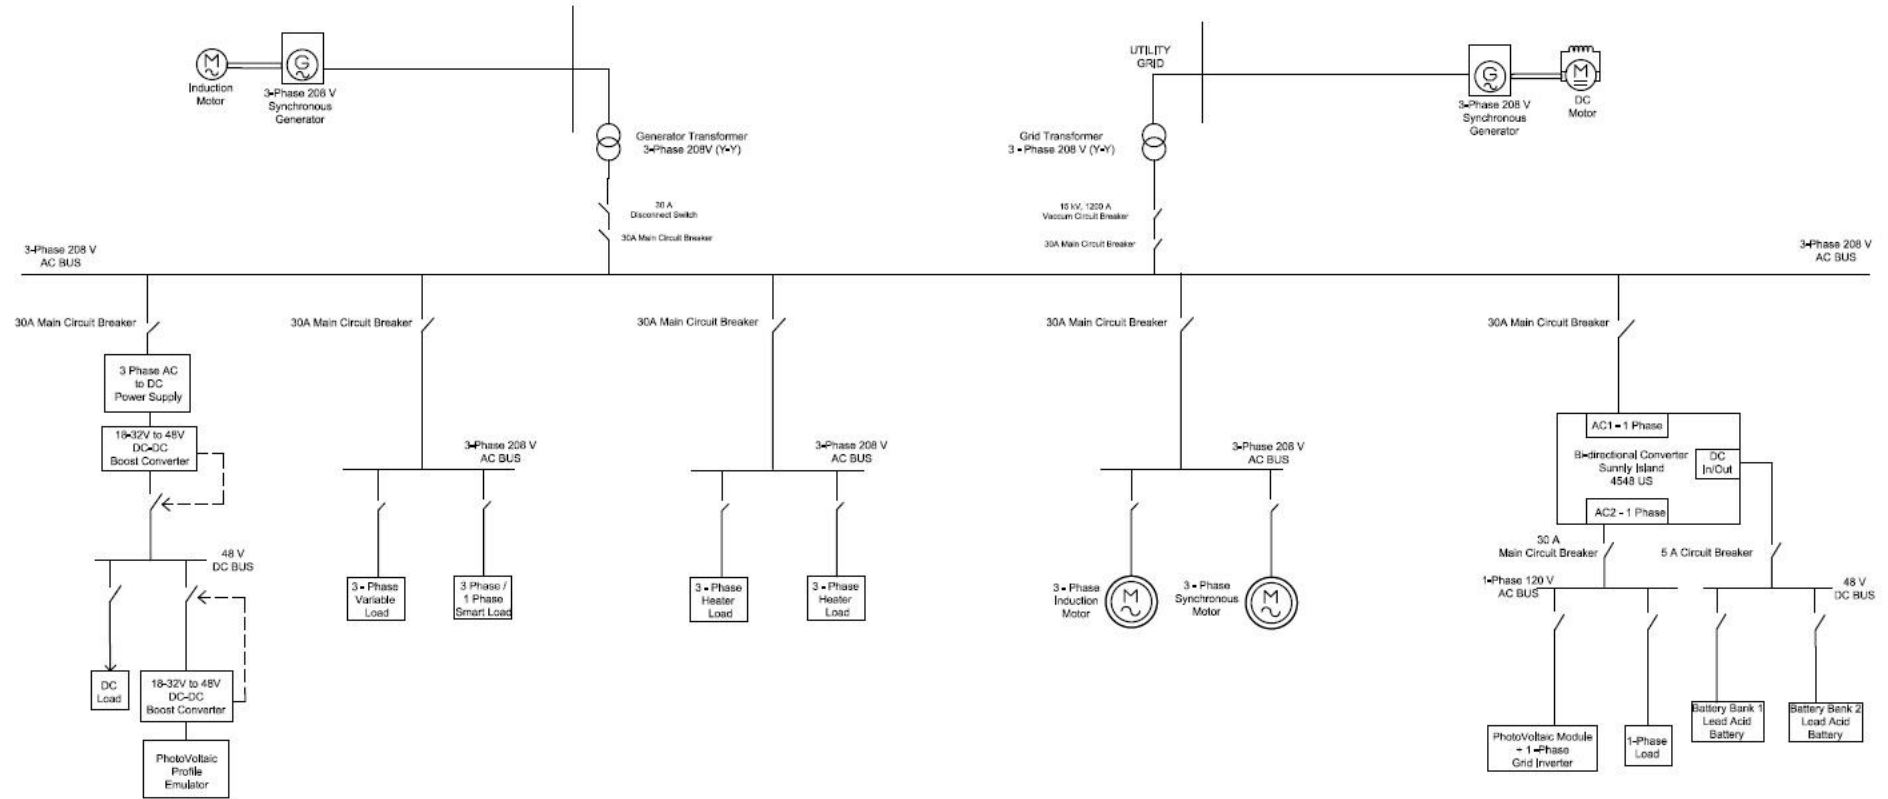 M
Induction
Motor
G
3-Phase 208 V
Synchronous
Generator
Generator Transformer
3-Phase 208V (Y-Y)
30 A
Disconnect Switch
30A Main Circuit Breaker
UTILITY
GRID
Grid Transformer
3 - Phase 208 V (Y-Y)
15 kV, 1200 A
Vaccum Circuit Breaker
30A Main Circuit Breaker
G
3-Phase 208 V
Synchronous
Generator
M
DC
Motor
3-Phase 208 V
AC BUS
3-Phase 208 V
AC BUS
30A Main Circuit Breaker
3 Phase AC
to DC
Power Supply
18-32V to 48V
DC-DC
Boost Converter
48 V
DC BUS
DC
Load
18-32V to 48V
DC-DC
Boost Converter
PhotoVoltaic
Profile
Emulator
30A Main Circuit Breaker
3-Phase 208 V
AC BUS
3 - Phase
Variable
Load
3 Phase /
1 Phase
Smart Load
30A Main Circuit Breaker
3-Phase 208 V
AC BUS
3 - Phase
Heater
Load
3 - Phase
Heater
Load
30A Main Circuit Breaker
3-Phase 208 V
AC BUS
3 - Phase
Induction
Motor
M
3 - Phase
Synchronous
Motor
M
30A Main Circuit Breaker
AC1 - 1 Phase
Bi-directional Converter
Sunnly Island
4548 US
DC
In/Out
AC2 - 1 Phase
30 A
Main Circuit Breaker
5 A Circuit Breaker
1-Phase 120 V
AC BUS
48 V
DC BUS
PhotoVoltaic Module
+ 1-Phase
Grid Inverter
1-Phase
Load
Battery Bank 1
Lead Acid
Battery
Battery Bank 2
Lead Acid
Battery